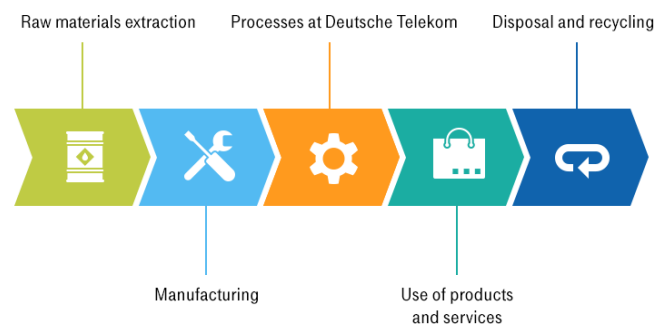 Raw materials extraction
Processes at Deutsche Telekom
Disposal and recycling
Manufacturing
Use of products
and services